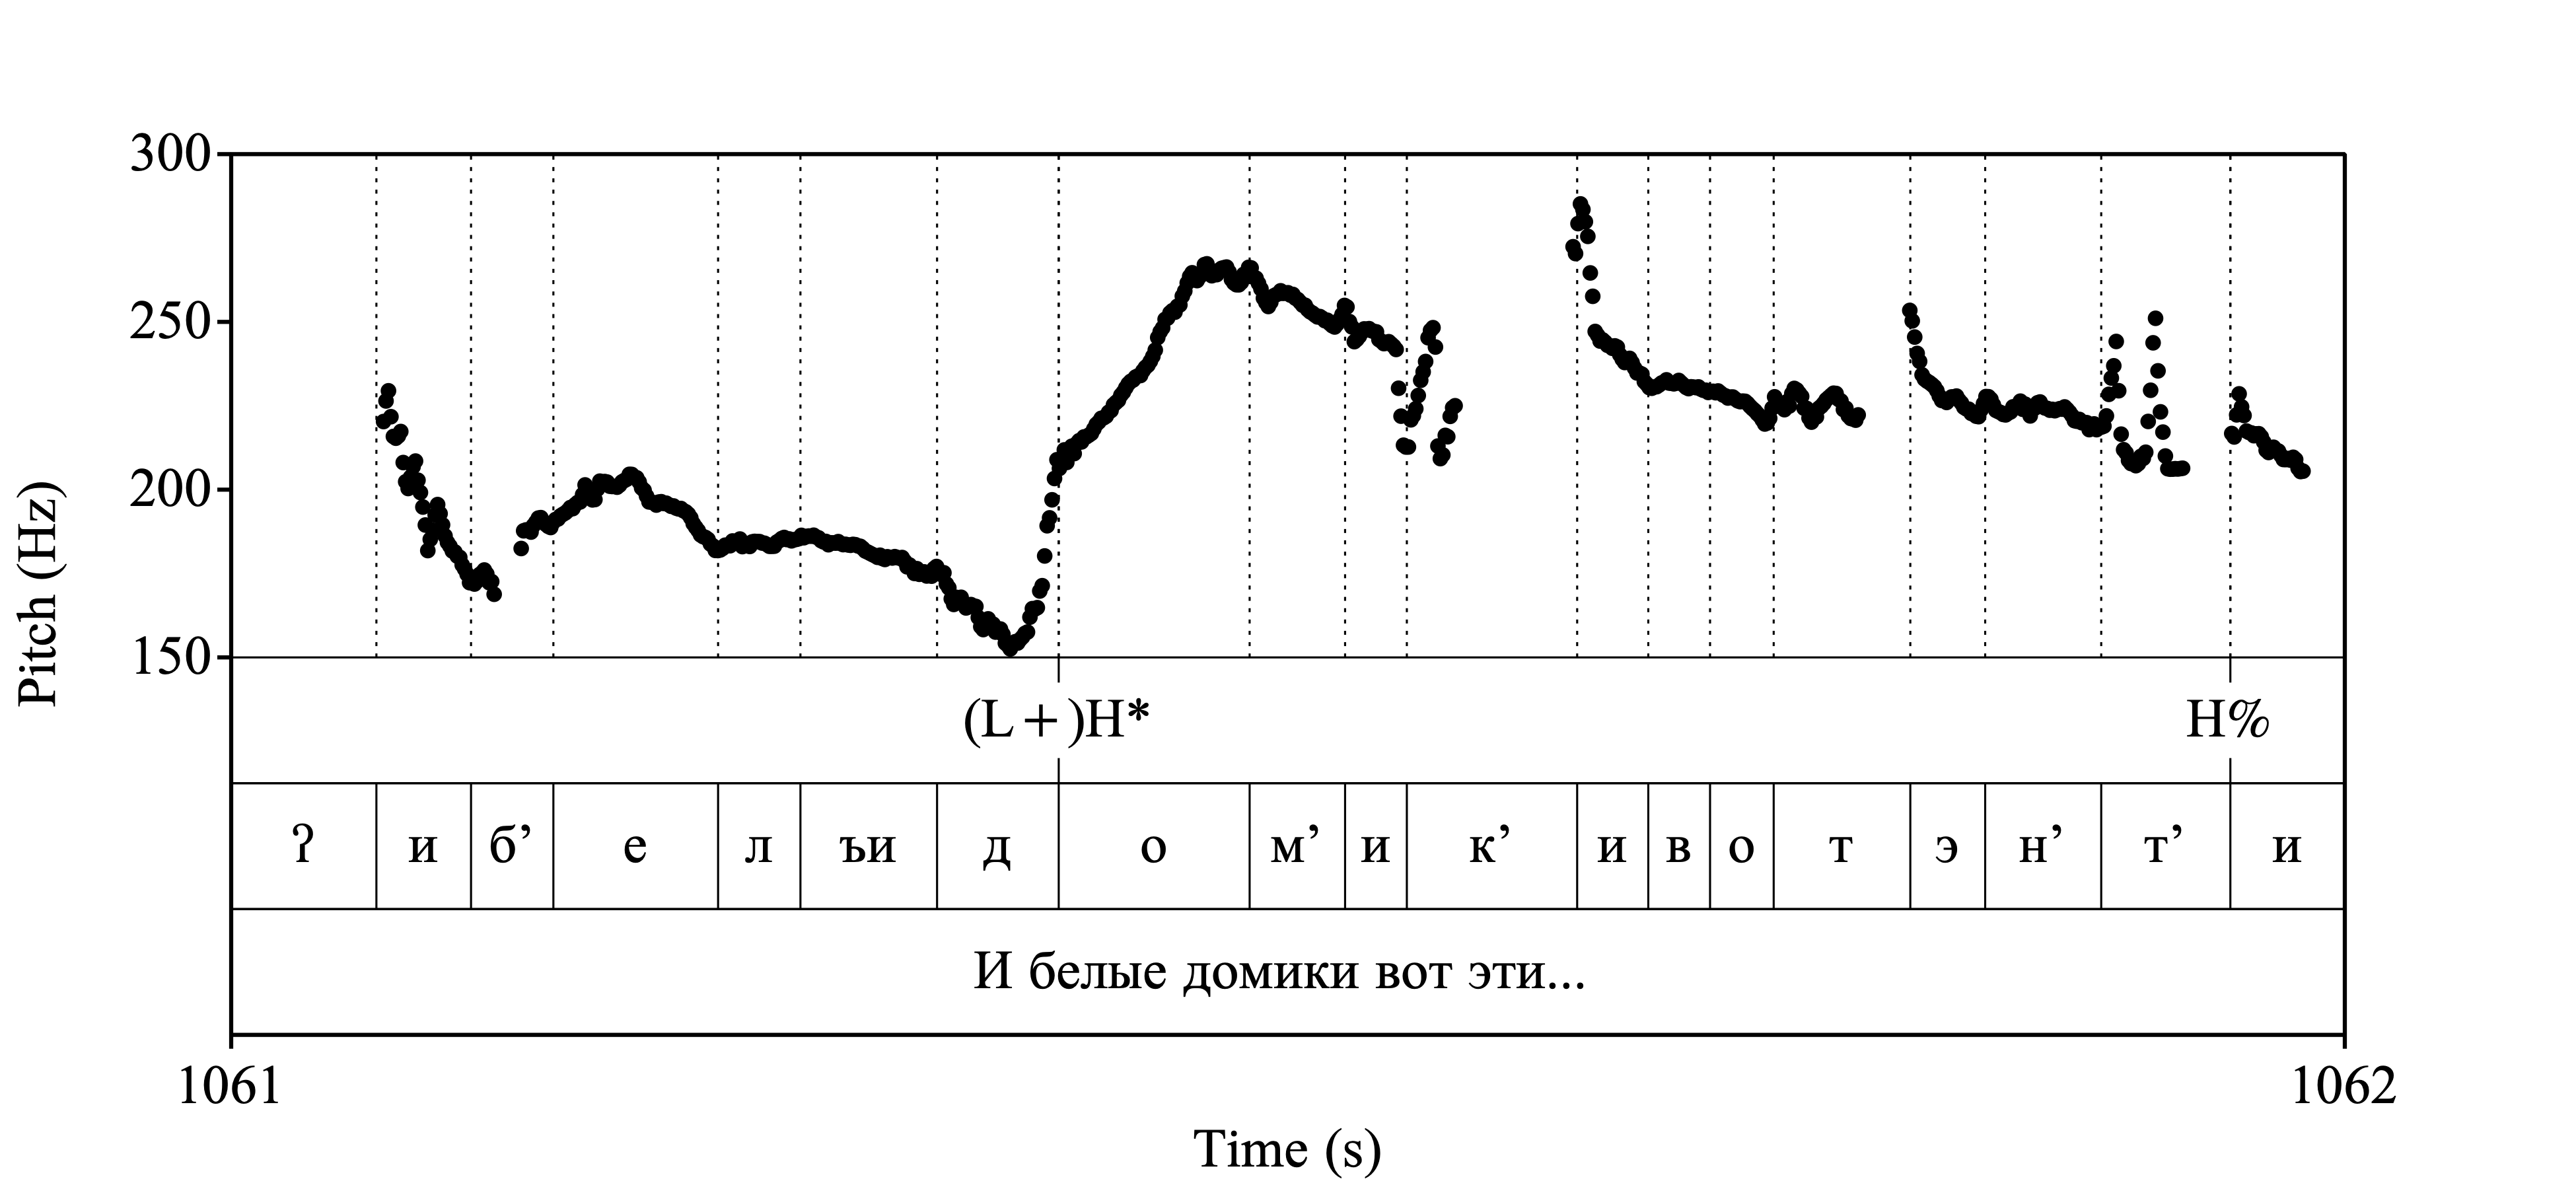 300
250
200
150
Pitch (Hz)
(L+)H* H%
ʔ и б’ е л ъи д о м’ и к’ и в о т э н’ т’ и
И белые домики вот эти...
1061 1062
Time (s)